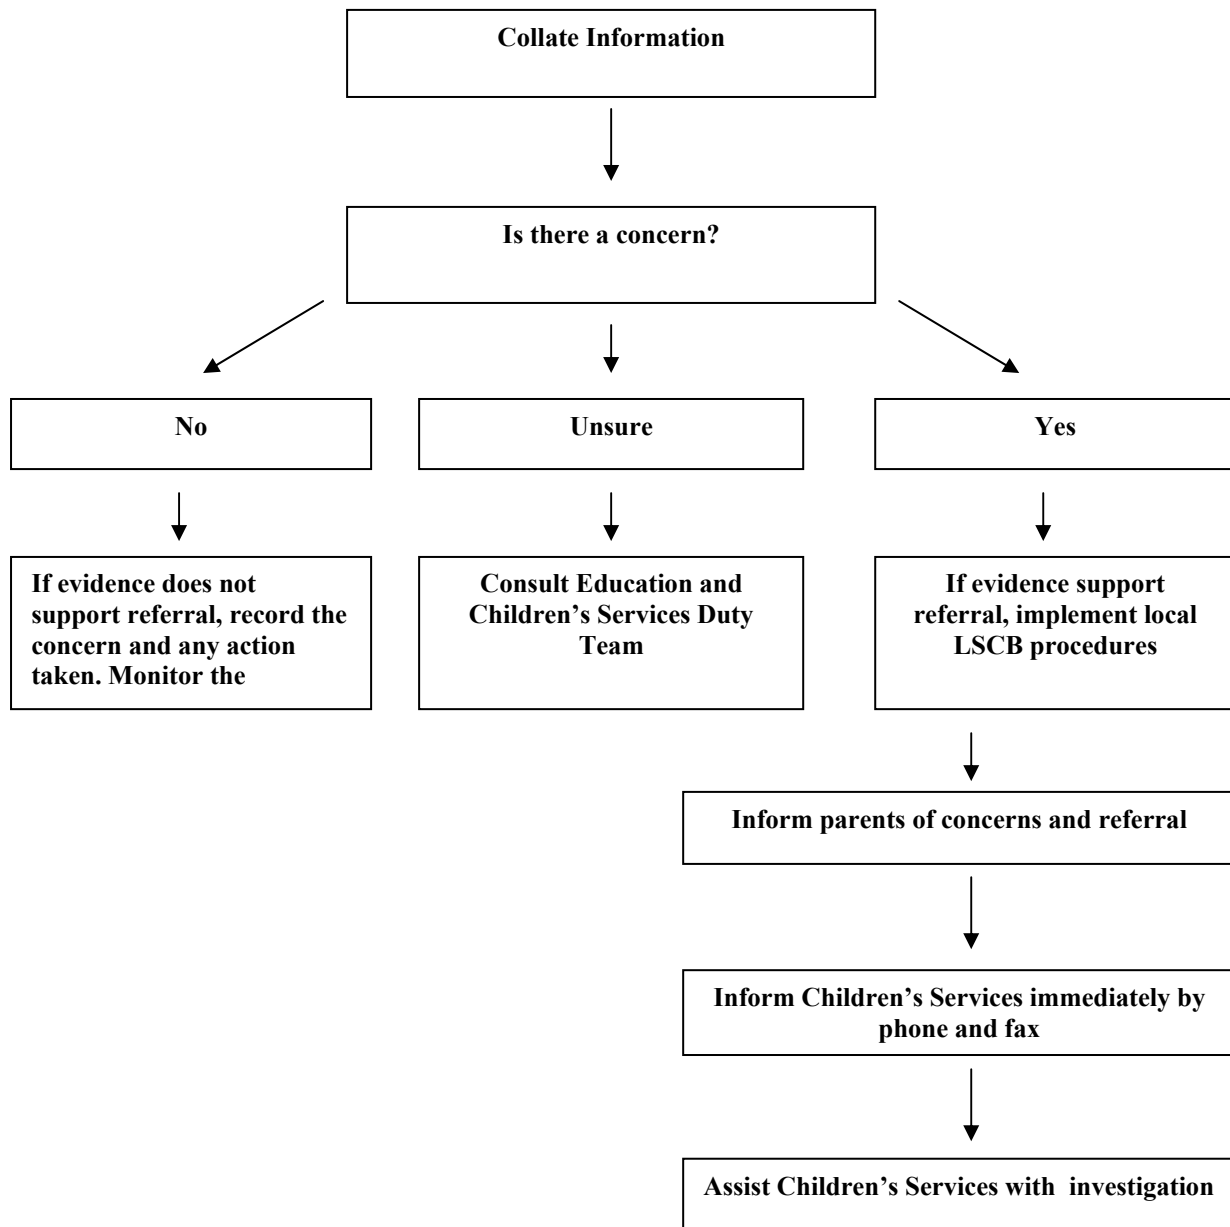 Collate Information
Is there a concern?
No
Unsure
Yes
If evidence does not
support referral, record the
concern and any action
taken. Monitor the
Consult Education and
Children’s Services Duty
Team
If evidence support
referral, implement local
LSCB procedures
Inform parents of concerns and referral
Inform Children’s Services immediately by
phone and fax
Assist Children’s Services with  investigation